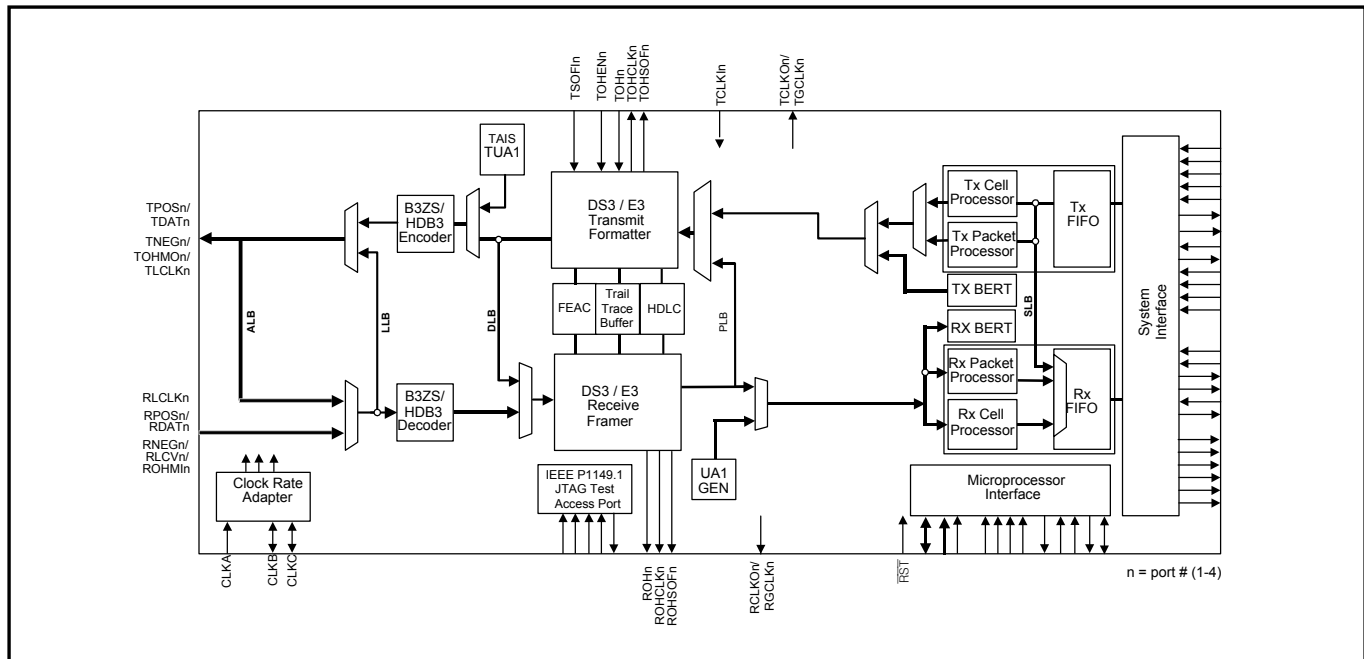 TSOFIn
TOHENn
TOHn
TOHCLKn
TOHSOFn
TCLKIn
TCLKOn/
TGCLKn
TAIS
TUA1
TPOSn/
TDATn
TNEGn/
TOHMOn/
TLCLKn
B3ZS/
HDB3
Encoder
DS3 / E3
Transmit
Formatter
Tx Cell
Processor
Tx Packet
Processor
Tx
FIFO
TX BERT
RX BERT
System
Interface
FEAC
Trail
Trace
Buffer
HDLC
ALB
LLB
DLB
PLB
SLB
RLCLKn
RPOSn/
RDATn
RNEGn/
RLCVn/
ROHMIn
B3ZS/
HDB3
Decoder
DS3 / E3
Receive
Framer
Rx Packet
Processor
Rx Cell
Processor
Rx
FIFO
UA1
GEN
Clock Rate
Adapter
IEEE P1149.1
JTAG Test
Access Port
Microprocessor
Interface
CLKA
CLKB
CLKC
ROHn
ROHCLKn
ROHSOFn
RCLKOn/
RGCLKn
RST
n = port # (1-4)